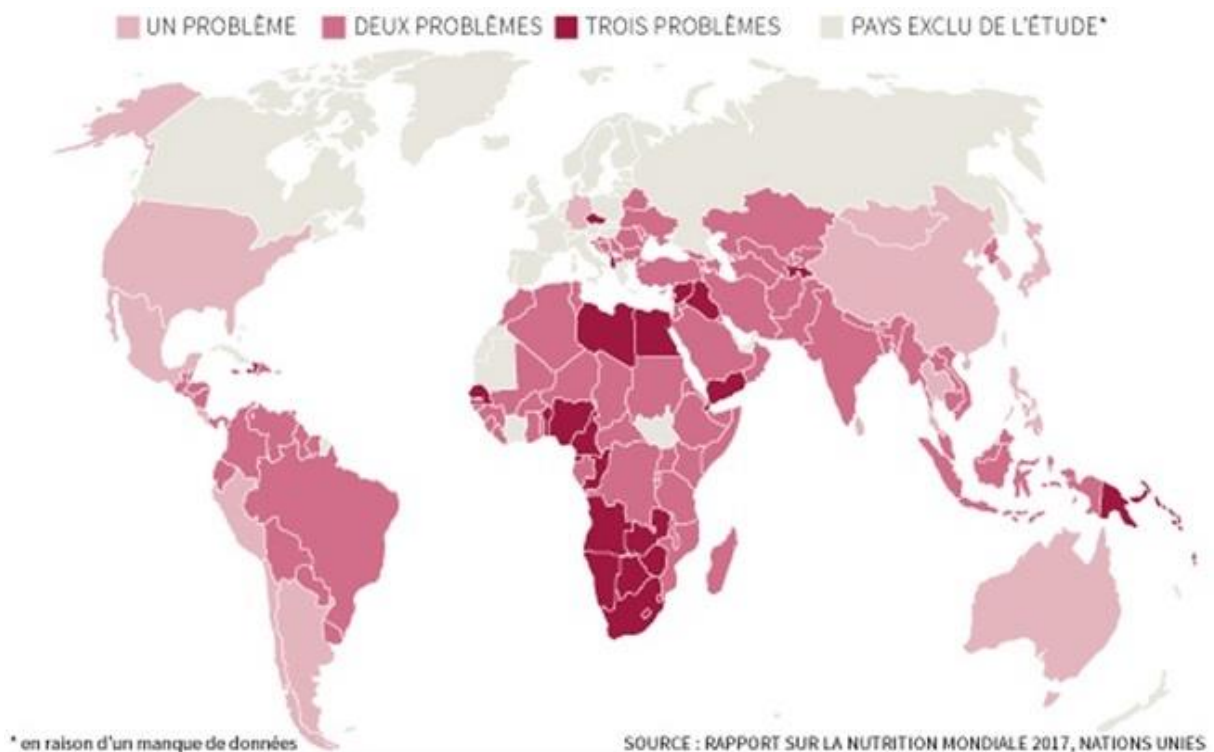 UN PROBLÈME DEUX PROBLÈMES TROIS PROBLÈMES PAYS EXCLU DE L'ÉTUDE*
* en raison d'un manque de données SOURCE : RAPPORT SUR LA NUTRITION MONDIALE 2017, NATIONS UNIES